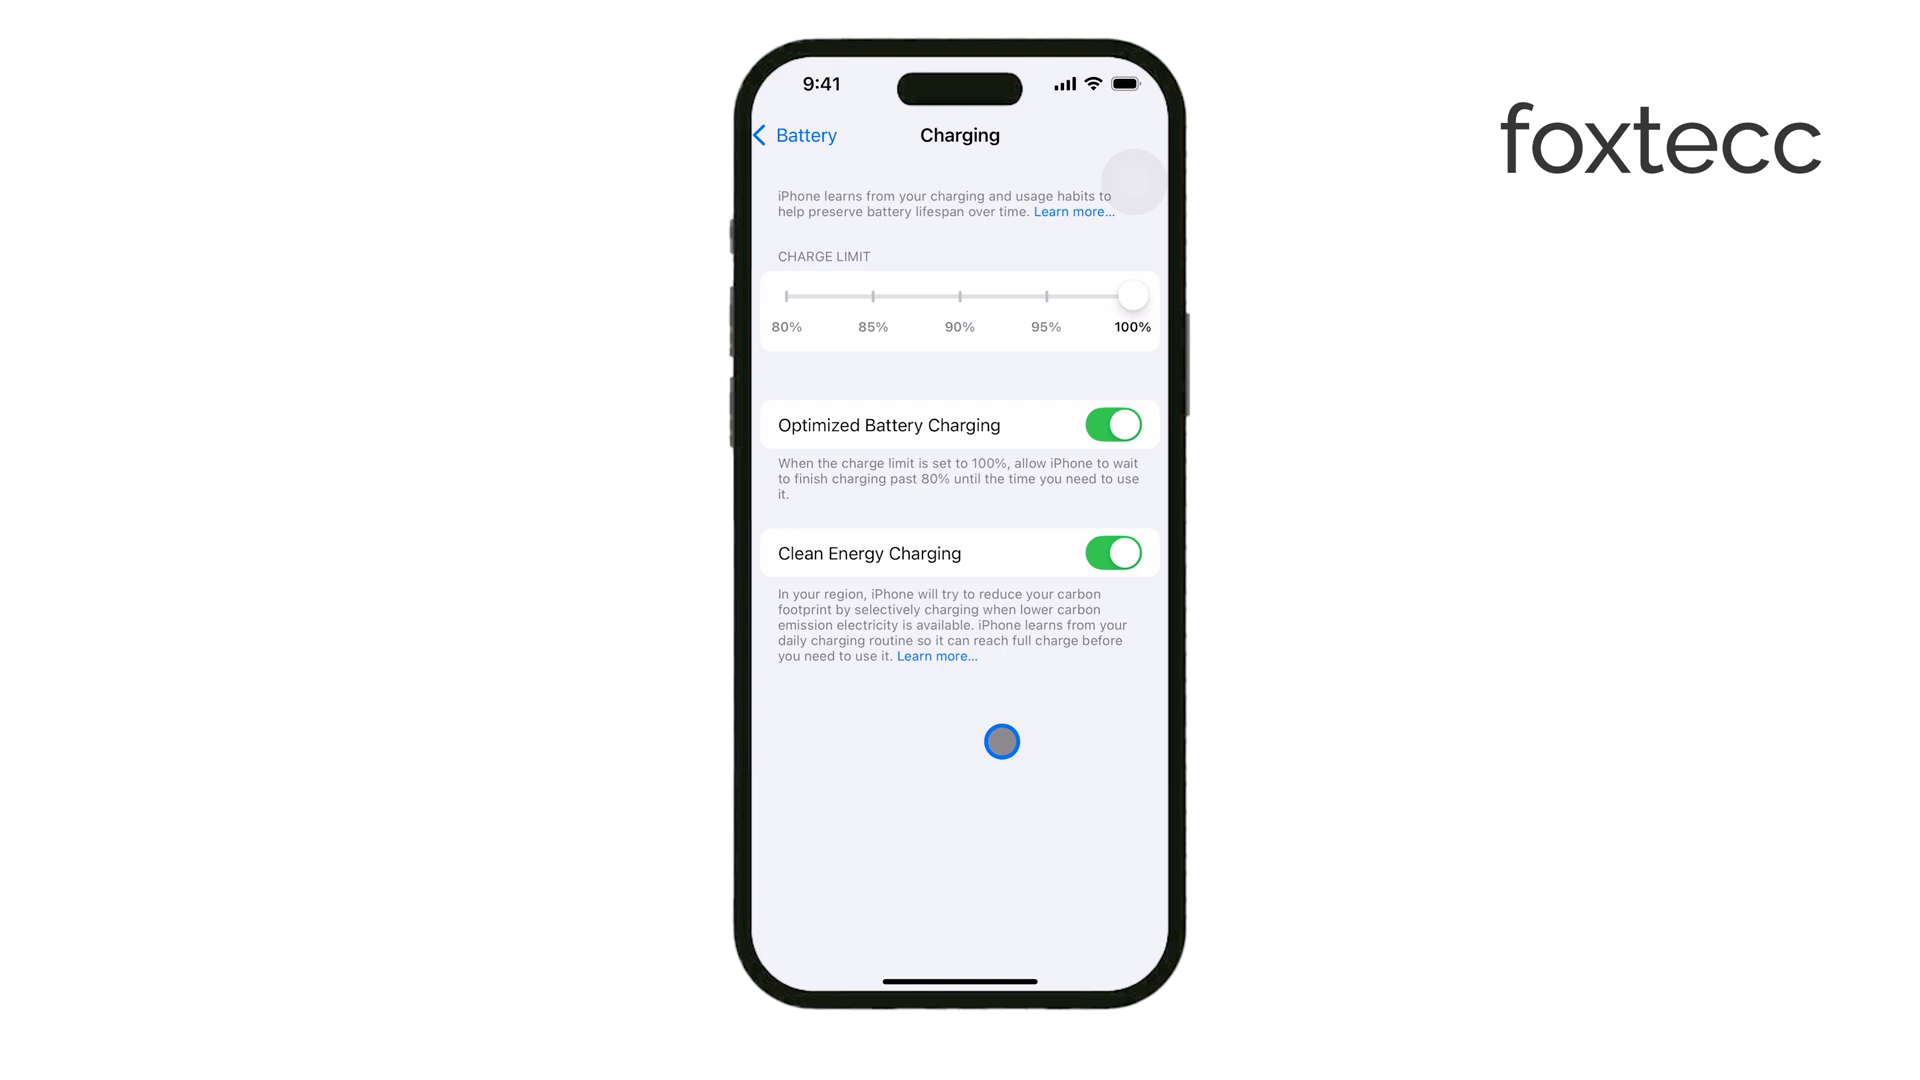 9:41
foxtecc
Battery
Charging
iPhone learns from your charging and usage habits to
help preserve battery lifespan over time. Learn more...
CHARGE LIMIT
80% 85% 90% 95% 100%
Optimized Battery Charging
When the charge limit is set to 100%, allow iPhone to wait
to finish charging past 80% until the time you need to use
it.
Clean Energy Charging
In your region, iPhone will try to reduce your carbon
footprint by selectively charging when lower carbon
emission electricity is available. iPhone learns from your
daily charging routine so it can reach full charge before
you need to use it. Learn more...